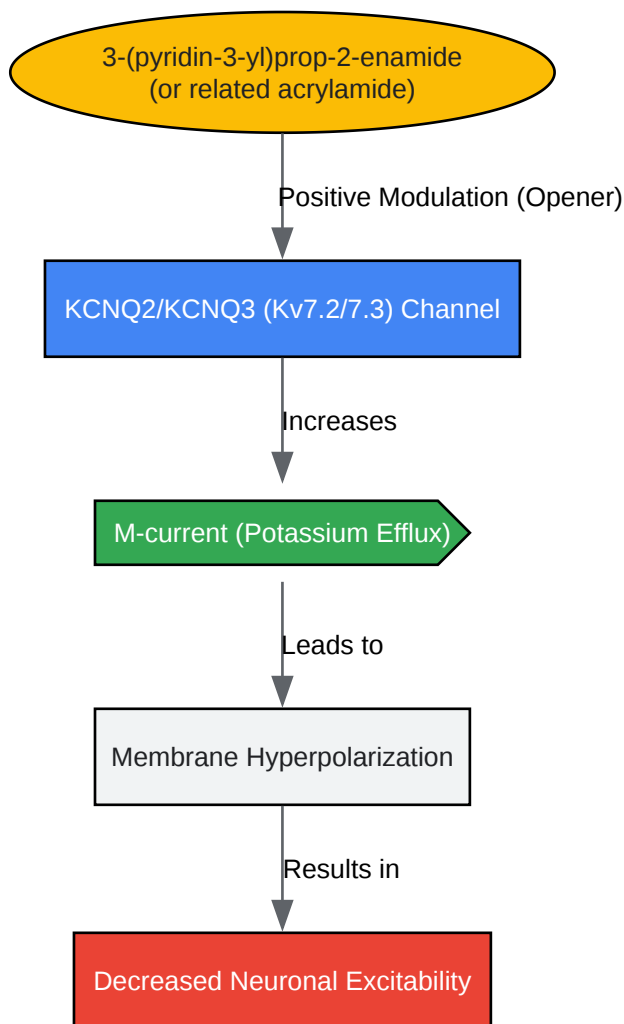 3-(pyridin-3-yl)prop-2-enamide
(or related acrylamide)
Positive Modulation (Opener)
KCNQ2/KCNQ3 (Kv7.2/7.3) Channel
Increases
M-current (Potassium Efflux)
Leads to
Membrane Hyperpolarization
Results in
Decreased Neuronal Excitability